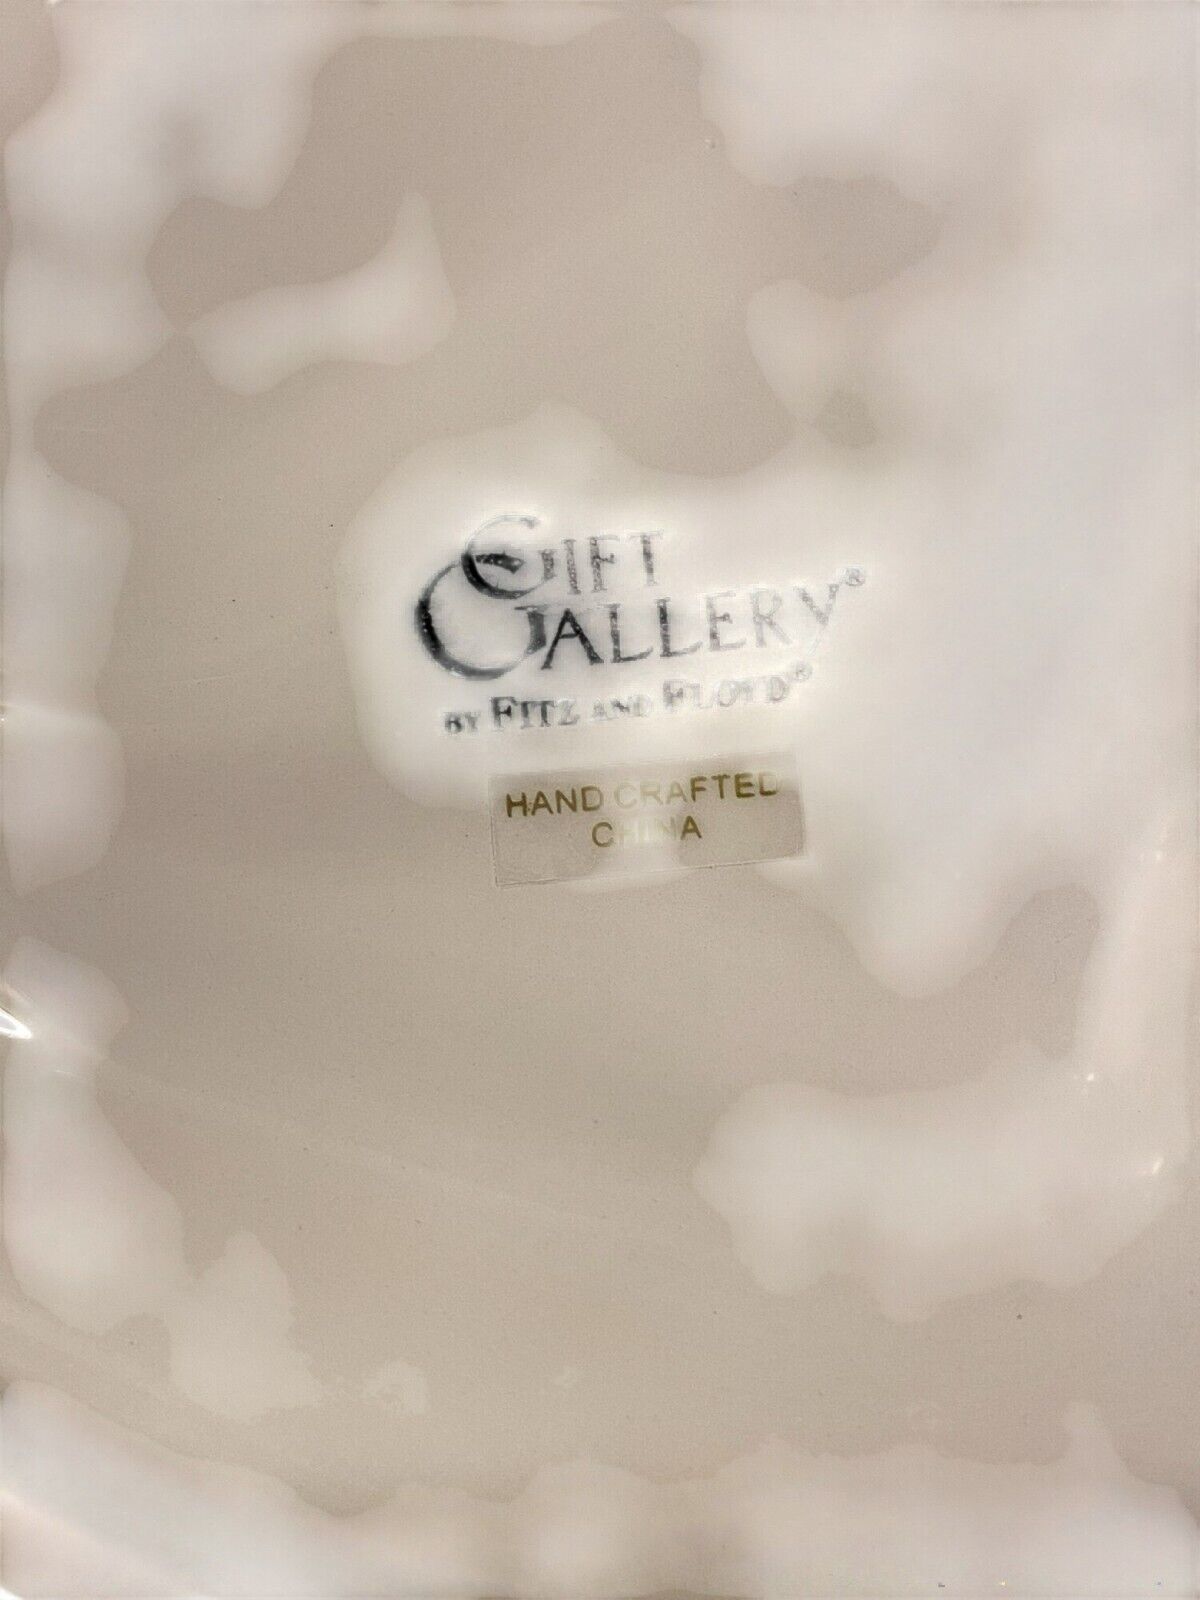 GIFT
GALLERY®
BY FITZ AND FLOYD®
HAND CRAFTED
CHINA